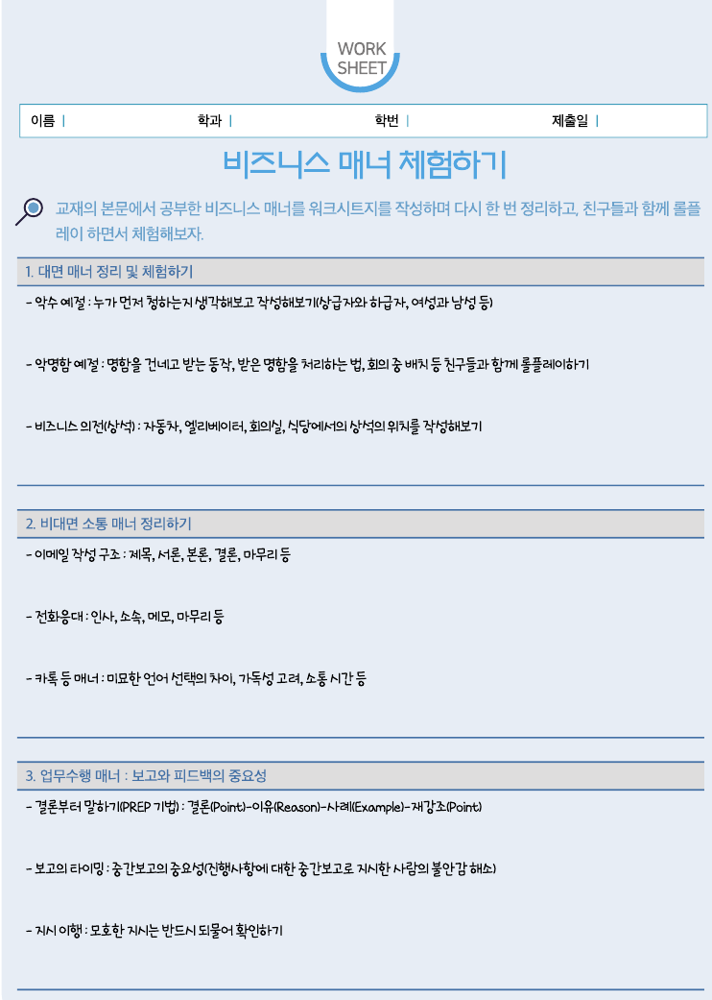 WORK
SHEET
이름 | 학과 | 학번 | 제출일 |
비즈니스 매너 체험하기
교재의 본문에서 공부한 비즈니스 매너를 워크시트지를 작성하며 다시 한 번 정리하고, 친구들과 함께 롤플
레이 하면서 체험해보자.
1. 대면 매너 정리 및 체험하기
- 악수 예절 : 누가 먼저 청하는지 생각해보고 작성해보기(상급자와 하급자, 여성과 남성 등)
- 악명함 예절 : 명함을 건네고 받는 동작, 받은 명함을 처리하는 법, 회의 중 배치 등 친구들과 함께 롤플레이하기
- 비즈니스 의전(상석) : 자동차, 엘리베이터, 회의실, 식당에서의 상석의 위치를 작성해보기
2. 비대면 소통 매너 정리하기
- 이메일 작성 구조 : 제목, 서론, 본론, 결론, 마무리 등
- 전화응대 : 인사, 소속, 메모, 마무리 등
- 카톡 등 매너 : 미묘한 언어 선택의 차이, 가독성 고려, 소통 시간 등
3. 업무수행 매너 : 보고와 피드백의 중요성
- 결론부터 말하기(PREP 기법) : 결론(Point)-이유(Reason)-사례(Example)-재강조(Point)
- 보고의 타이밍 : 중간보고의 중요성(진행사항에 대한 중간보고로 지시한 사람의 불안감 해소)
- 지시 이행 : 모호한 지시는 반드시 되물어 확인하기